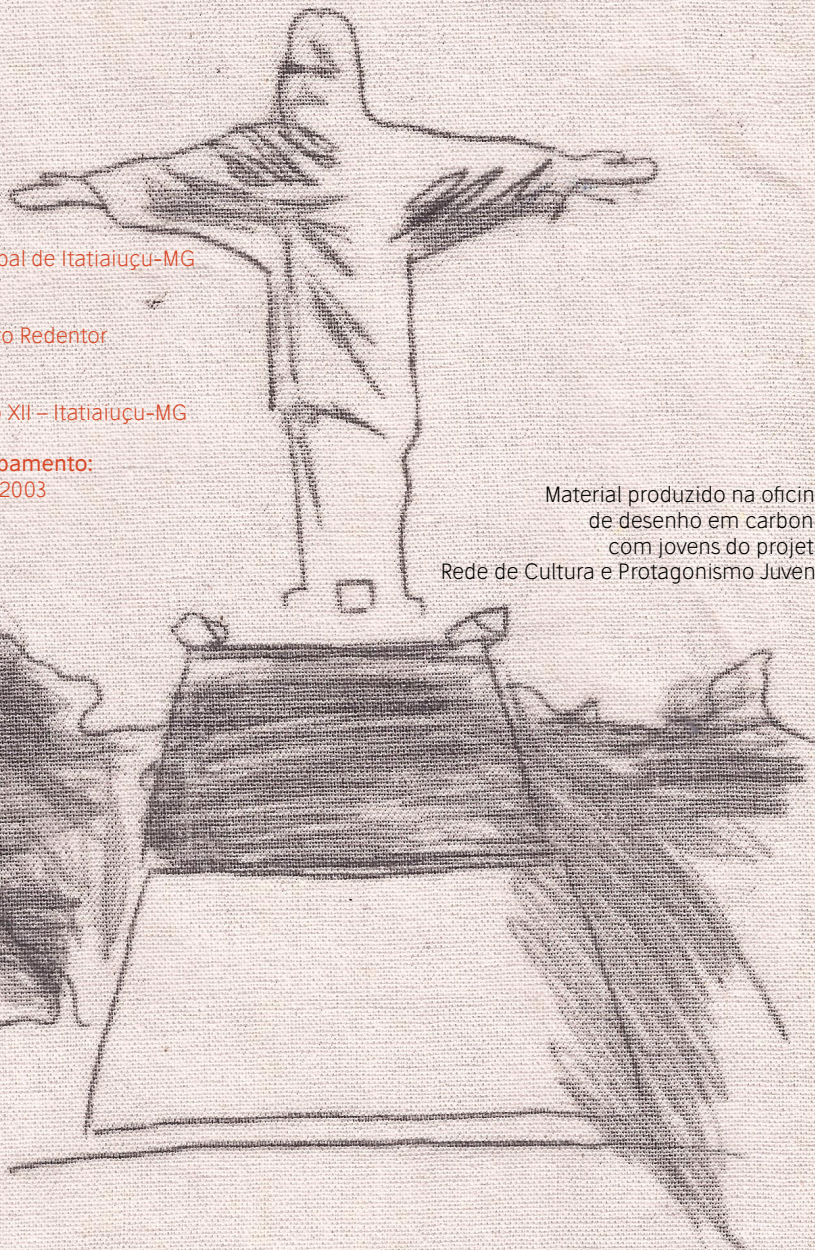 pal de Itatiaiuçu-MG
o Redentor
o XII – Itatiaiuçu-MG
bamento:
2003
Material produzido na oficin
de desenho em carbon
com jovens do projet
Rede de Cultura e Protagonismo Juven